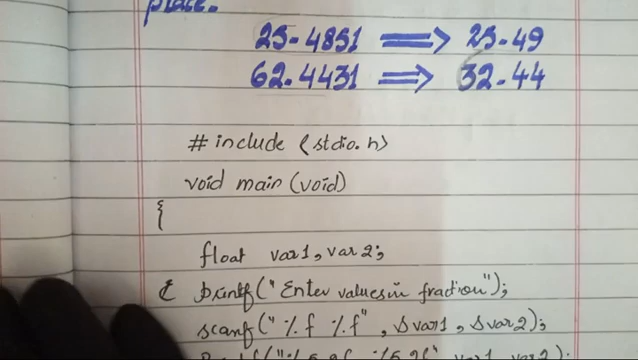 place.
25.4851 ⟹ 25.49
62.4431 ⟹ 32.44
# include <stdio.h>
void main (void)
{
float var1, var2;
printf(" Enter values in fraction");
scanf(" %f %f" , &var1 , &var2);